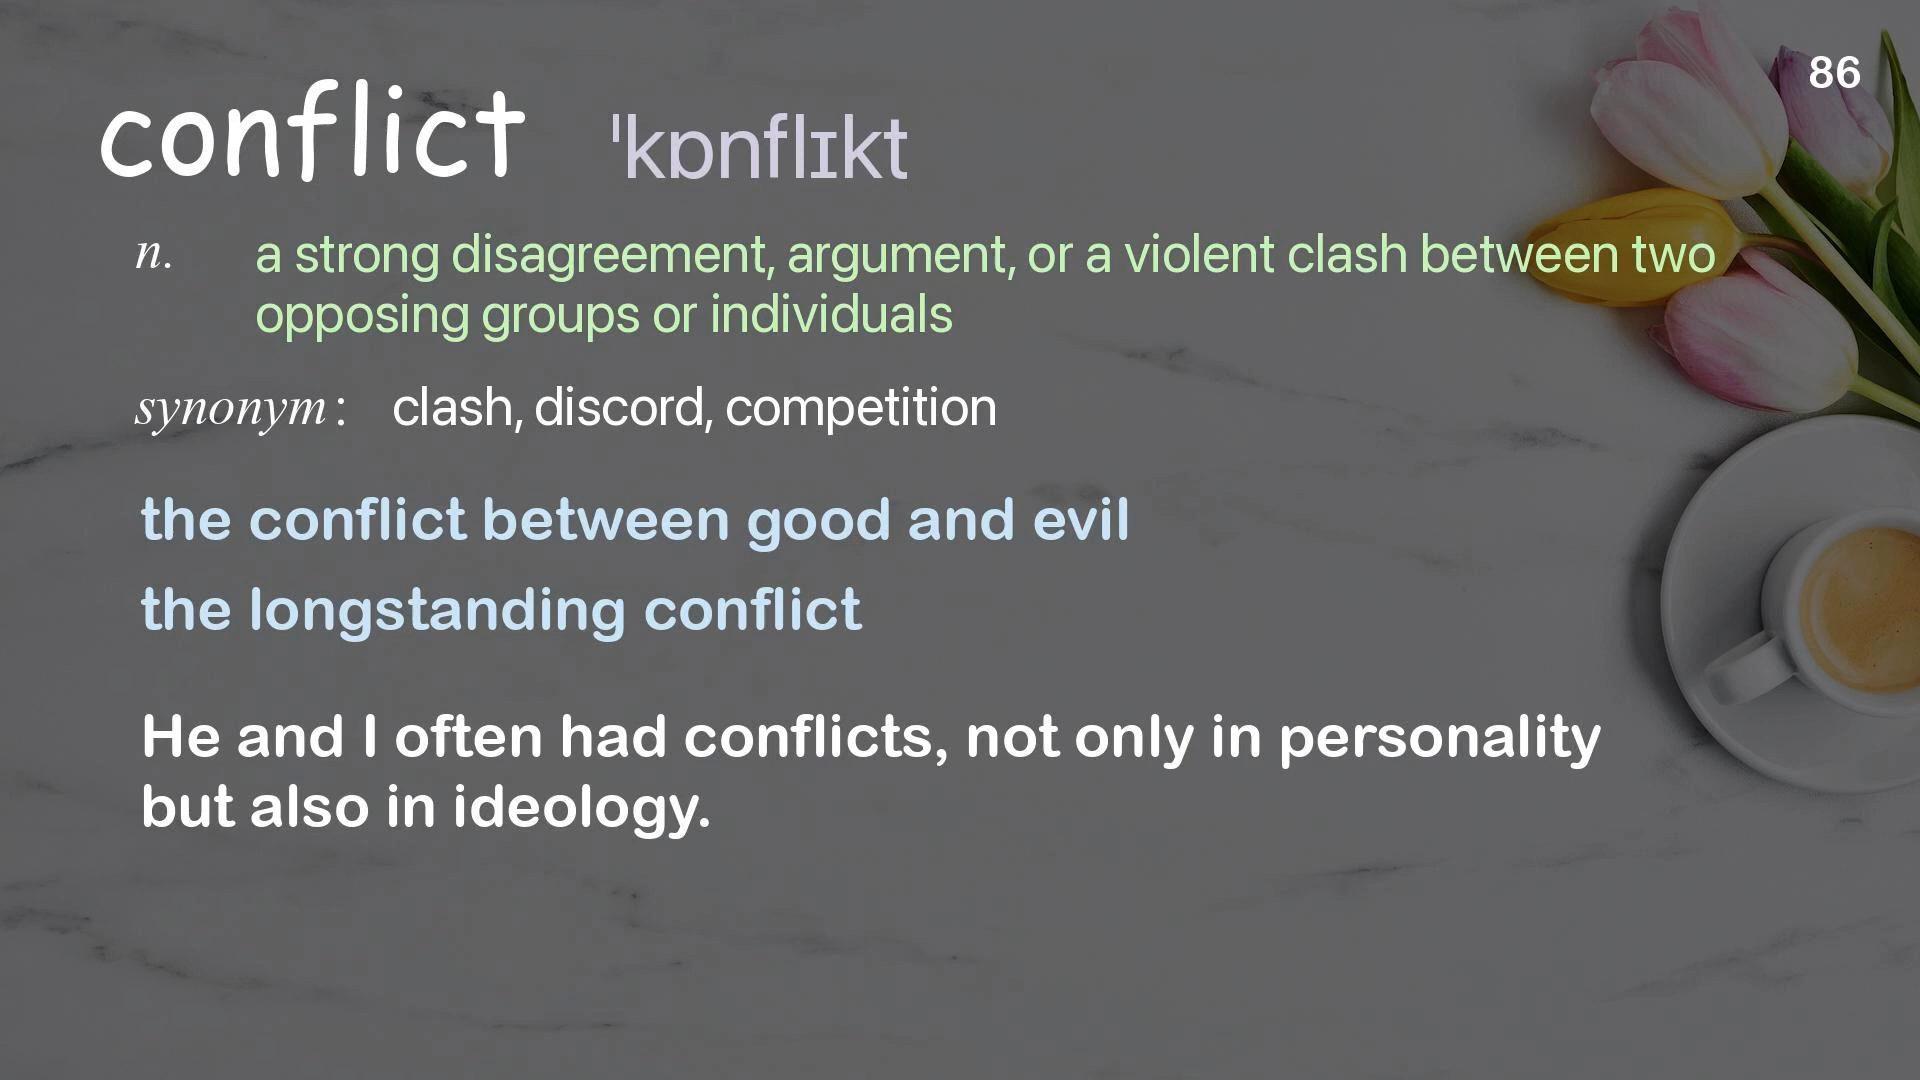 86
conflict ˈkɒnflɪkt
n. a strong disagreement, argument, or a violent clash between two
opposing groups or individuals
synonym: clash, discord, competition
the conflict between good and evil
the longstanding conflict
He and I often had conflicts, not only in personality
but also in ideology.